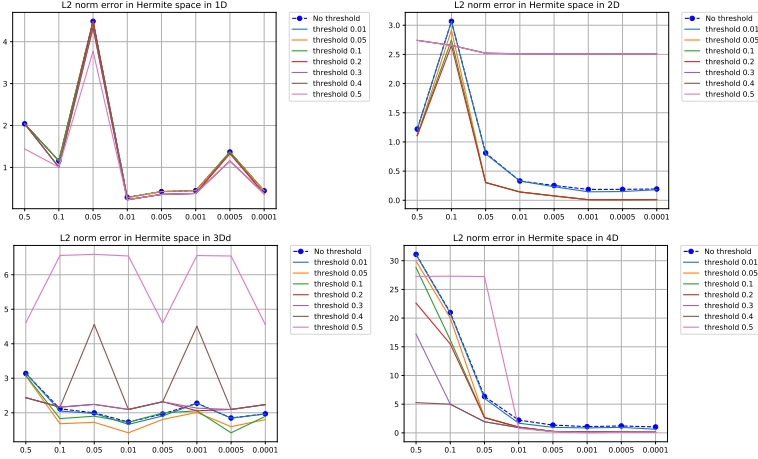 L2 norm error in Hermite space in 1D
4
3
2
1
0.5 0.1 0.05 0.01 0.005 0.001 0.0005 0.0001
No threshold
threshold 0.01
threshold 0.05
threshold 0.1
threshold 0.2
threshold 0.3
threshold 0.4
threshold 0.5
L2 norm error in Hermite space in 2D
3.0
2.5
2.0
1.5
1.0
0.5
0.0
0.5 0.1 0.05 0.01 0.005 0.001 0.0005 0.0001
No threshold
threshold 0.01
threshold 0.05
threshold 0.1
threshold 0.2
threshold 0.3
threshold 0.4
threshold 0.5
L2 norm error in Hermite space in 3Dd
6
5
4
3
2
0.5 0.1 0.05 0.01 0.005 0.001 0.0005 0.0001
No threshold
threshold 0.01
threshold 0.05
threshold 0.1
threshold 0.2
threshold 0.3
threshold 0.4
threshold 0.5
L2 norm error in Hermite space in 4D
30
25
20
15
10
5
0
0.5 0.1 0.05 0.01 0.005 0.001 0.0005 0.0001
No threshold
threshold 0.01
threshold 0.05
threshold 0.1
threshold 0.2
threshold 0.3
threshold 0.4
threshold 0.5